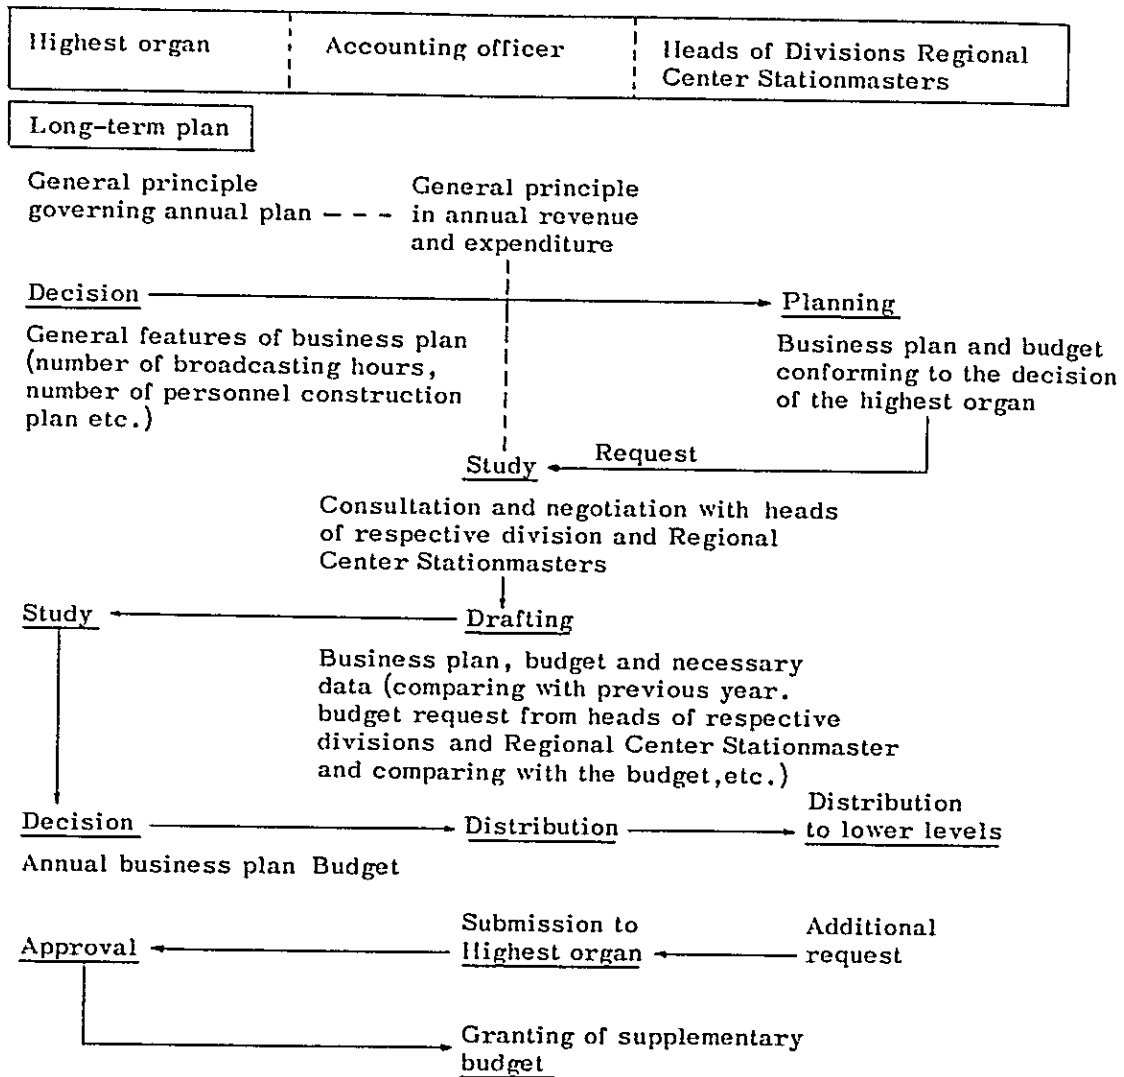 Highest organ
Accounting officer
Heads of Divisions Regional
Center Stationmasters
Long-term plan
General principle
governing annual plan - - -
General principle
in annual revenue
and expenditure
Decision
Planning
General features of business plan
(number of broadcasting hours,
number of personnel construction
plan etc.)
Business plan and budget
conforming to the decision
of the highest organ
Request
Study
Consultation and negotiation with heads
of respective division and Regional
Center Stationmasters
Study
Drafting
Business plan, budget and necessary
data (comparing with previous year.
budget request from heads of respective
divisions and Regional Center Stationmaster
and comparing with the budget,etc.)
Decision
Distribution
Distribution
to lower levels
Annual business plan Budget
Approval
Submission to
Highest organ
Additional
request
Granting of supplementary
budget